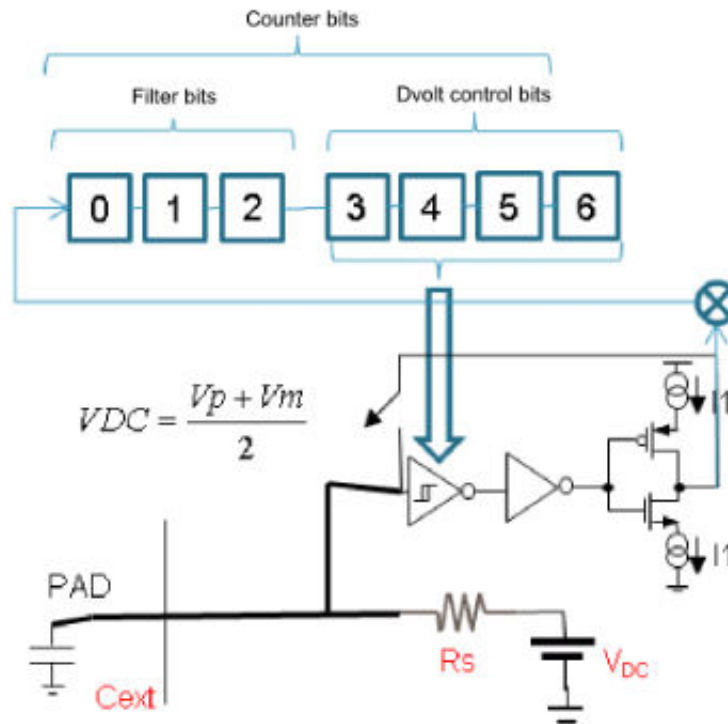 Counter bits
Filter bits
Dvolt control bits
0 1 2 3 4 5 6
I1
VDC = Vp + Vm / 2
I1
PAD
Cext
Rs
VDC